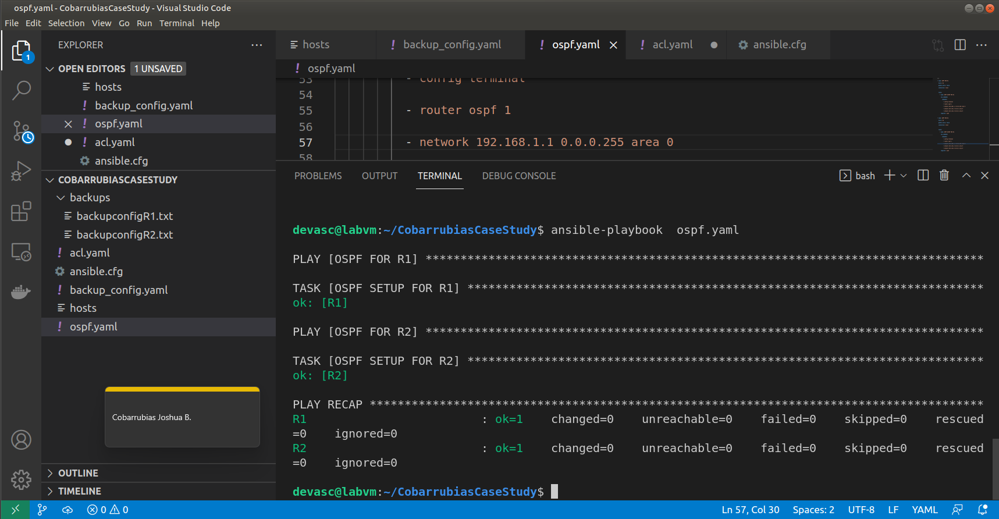 ospf.yaml - CobarrubiasCaseStudy - Visual Studio Code
File Edit Selection View Go Run Terminal Help
EXPLORER
OPEN EDITORS 1 UNSAVED
hosts
backup_config.yaml
ospf.yaml
acl.yaml
ansible.cfg
COBARRUBIASCASESTUDY
backups
backupconfigR1.txt
backupconfigR2.txt
acl.yaml
ansible.cfg
backup_config.yaml
hosts
ospf.yaml
Cobarrubias Joshua B.
OUTLINE
TIMELINE
1
hosts ! backup_config.yaml ! ospf.yaml ! acl.yaml ansible.cfg
! ospf.yaml
53 - config terminal
54
55 - router ospf 1
56
57 - network 192.168.1.1 0.0.0.255 area 0
58
PROBLEMS OUTPUT TERMINAL DEBUG CONSOLE bash
devasc@labvm:~/CobarrubiasCaseStudy$ ansible-playbook  ospf.yaml
PLAY [OSPF FOR R1] ********************************************************************************
TASK [OSPF SETUP FOR R1] **************************************************************************
ok: [R1]
PLAY [OSPF FOR R2] ********************************************************************************
TASK [OSPF SETUP FOR R2] **************************************************************************
ok: [R2]
PLAY RECAP ****************************************************************************************
R1 : ok=1 changed=0 unreachable=0 failed=0 skipped=0 rescued
=0 ignored=0
R2 : ok=1 changed=0 unreachable=0 failed=0 skipped=0 rescued
=0 ignored=0
devasc@labvm:~/CobarrubiasCaseStudy$
0 0 Ln 57, Col 30 Spaces: 2 UTF-8 LF YAML